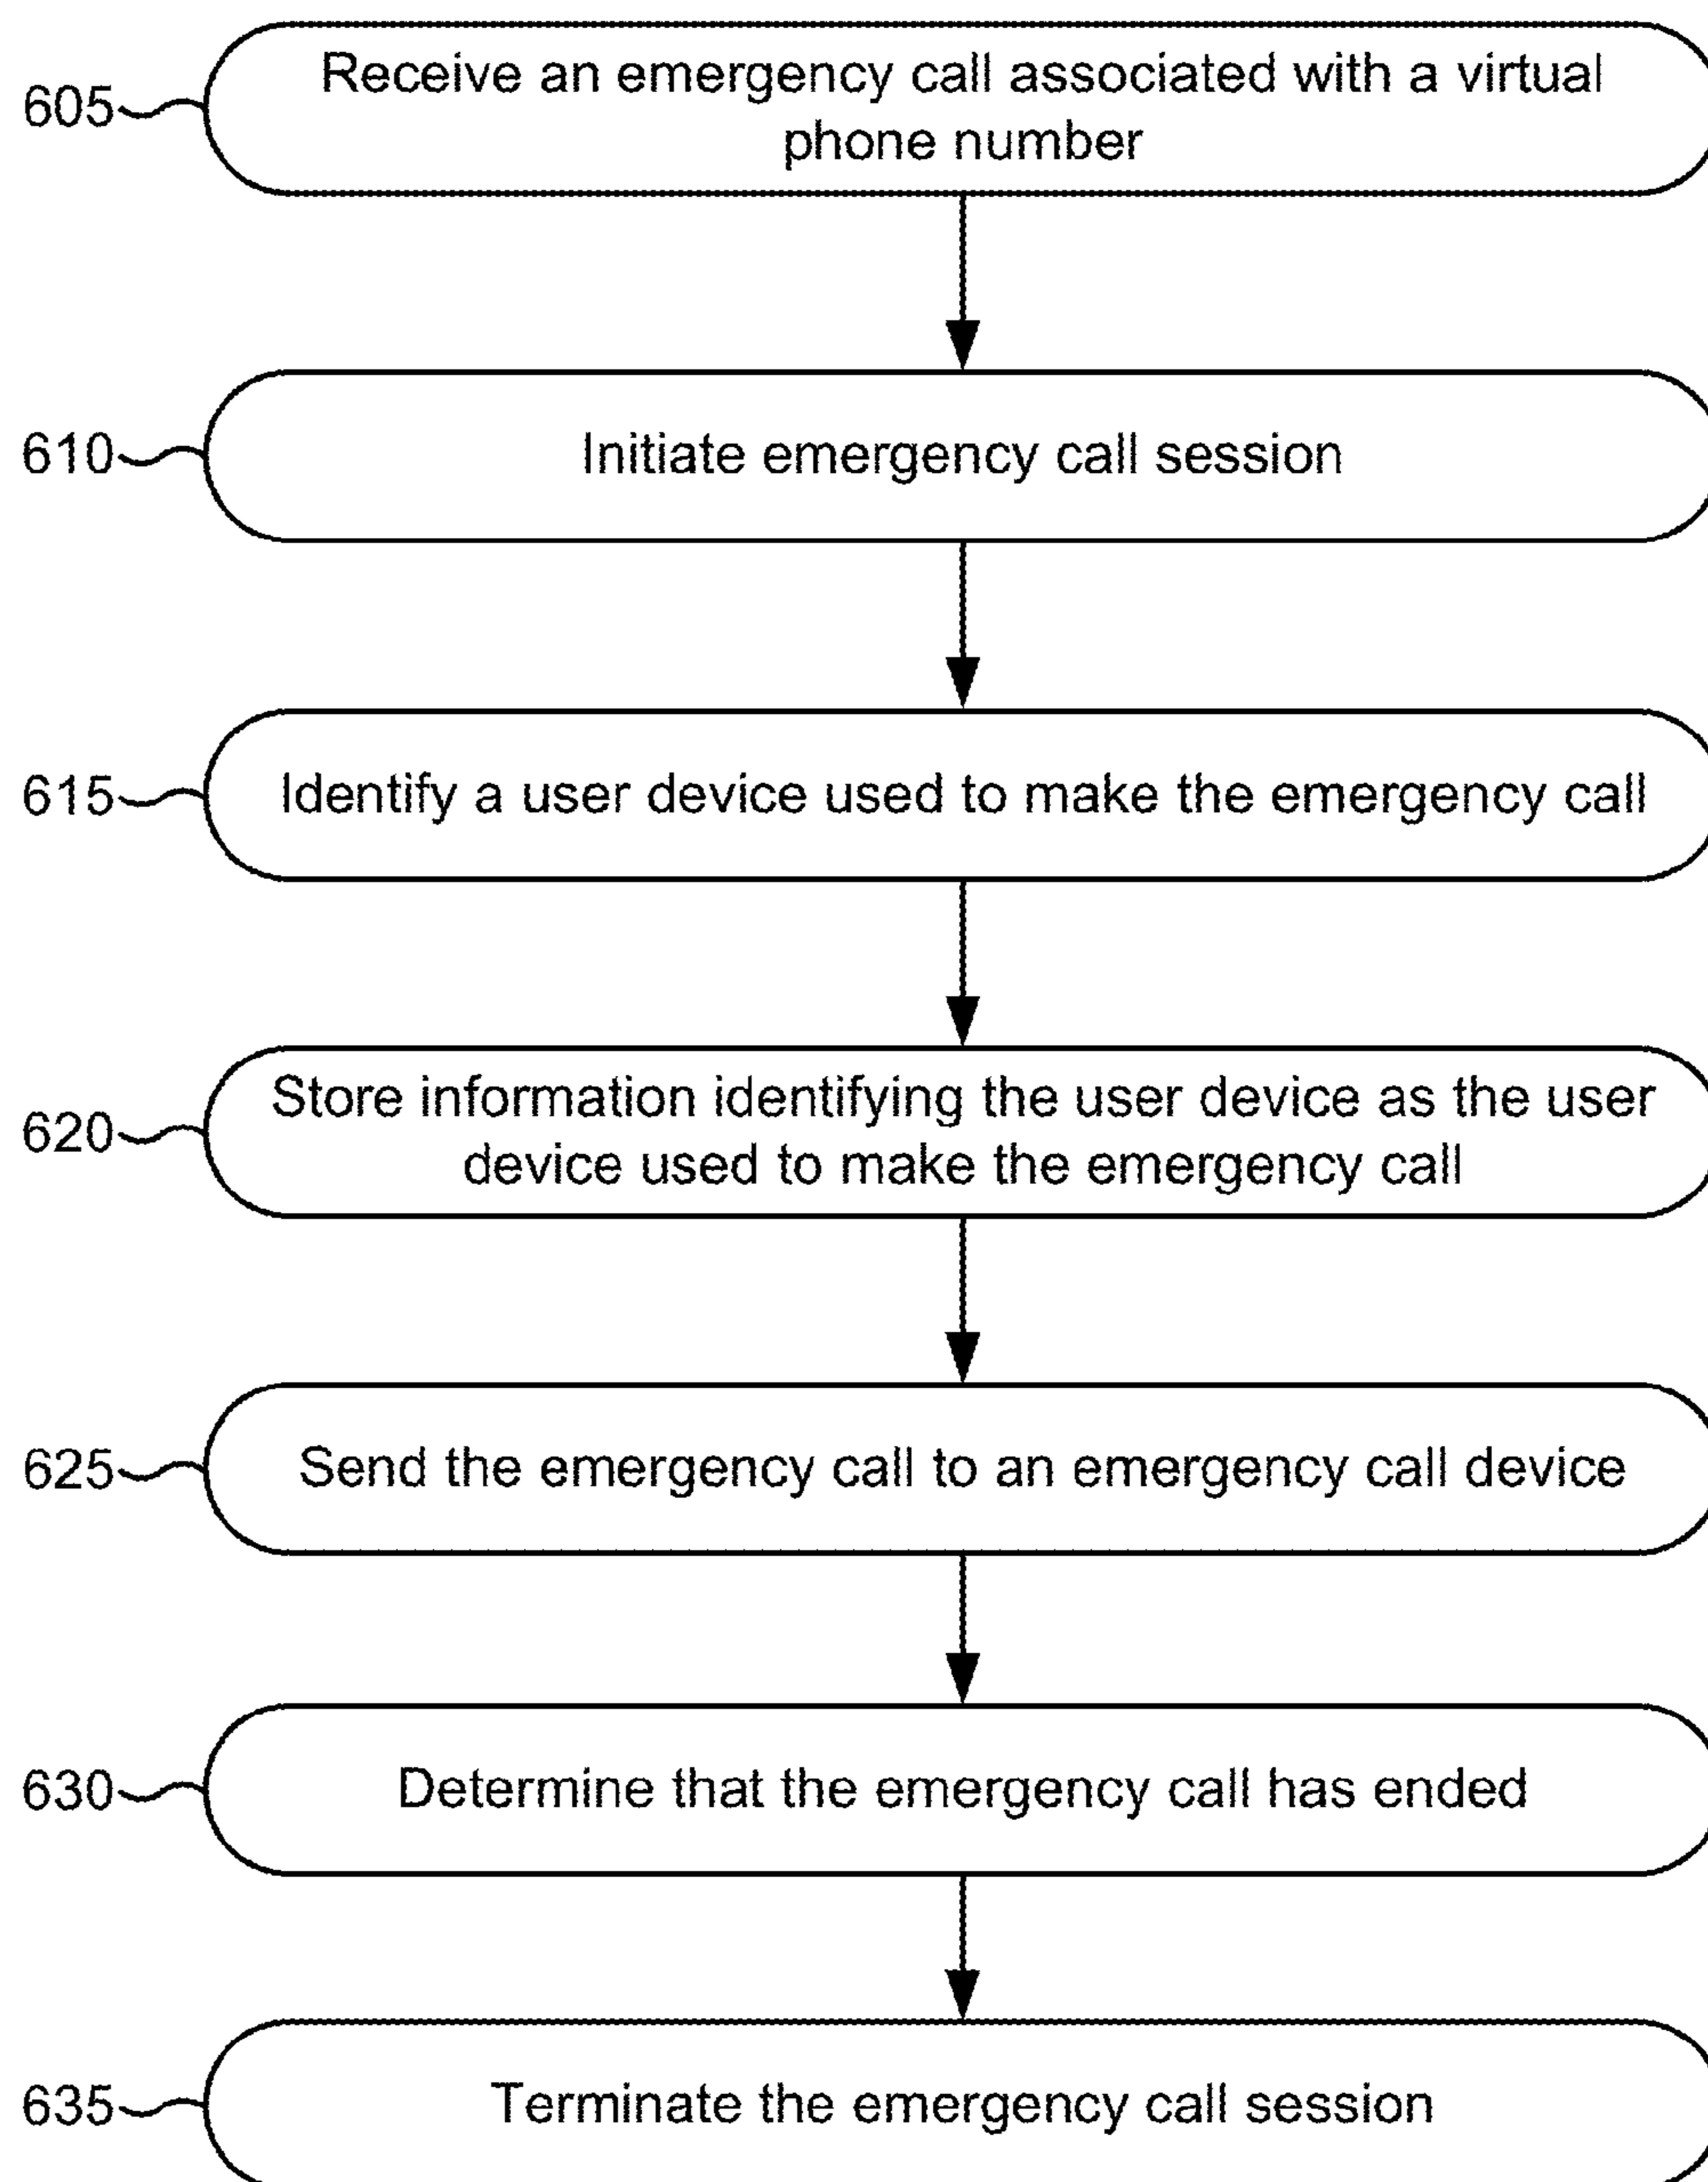 605
Receive an emergency call associated with a virtual
phone number
610
Initiate emergency call session
615
Identify a user device used to make the emergency call
620
Store information identifying the user device as the user
device used to make the emergency call
625
Send the emergency call to an emergency call device
630
Determine that the emergency call has ended
635
Terminate the emergency call session